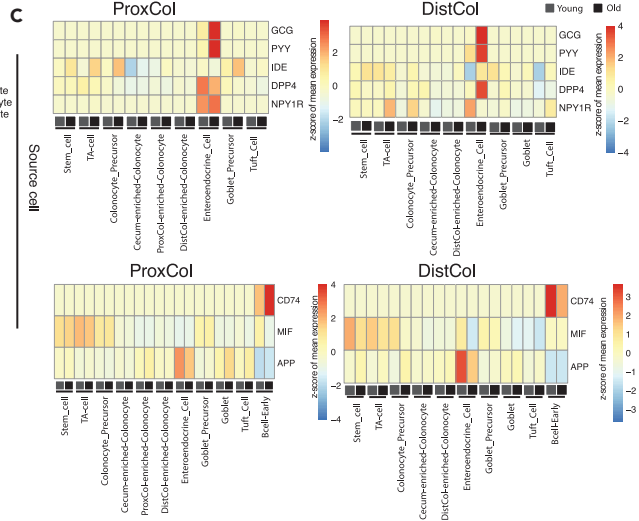 C
ProxCol
DistCol
Young
Old
GCG
PYY
IDE
DPP4
NPY1R
2
0
−2
z-score of mean expression
GCG
PYY
IDE
DPP4
NPY1R
4
2
0
−2
−4
z-score of mean expression
Source cell
Stem_cell
TA-cell
Colonocyte_Precursor
Cecum-enriched-Colonocyte
ProxCol-enriched-Colonocyte
DistCol-enriched-Colonocyte
Enteroendocrine_Cell
Goblet_Precursor
Tuft_Cell
Stem_cell
TA_cell
Colonocyte_Precursor
Cecum-enriched-Colonocyte
DistCol-enriched-Colonocyte
Enteroendocrine_Cell
Goblet_Precursor
Goblet
Tuft_Cell
ProxCol
DistCol
CD74
MIF
APP
4
2
0
−2
−4
z-score of mean expression
CD74
MIF
APP
2
0
−2
z-score of mean expression
Stem_cell
TA-cell
Colonocyte_Precursor
Cecum-enriched-Colonocyte
ProxCol-enriched-Colonocyte
DistCol-enriched-Colonocyte
Enteroendocrine_Cell
Goblet_Precursor
Goblet
Tuft_Cell
Bcell-Early
Stem_cell
TA-cell
Colonocyte_Precursor
Cecum-enriched-Colonocyte
DistCol-enriched-Colonocyte
Enteroendocrine_Cell
Goblet_Precursor
Goblet
Tuft_Cell
Bcell-Early